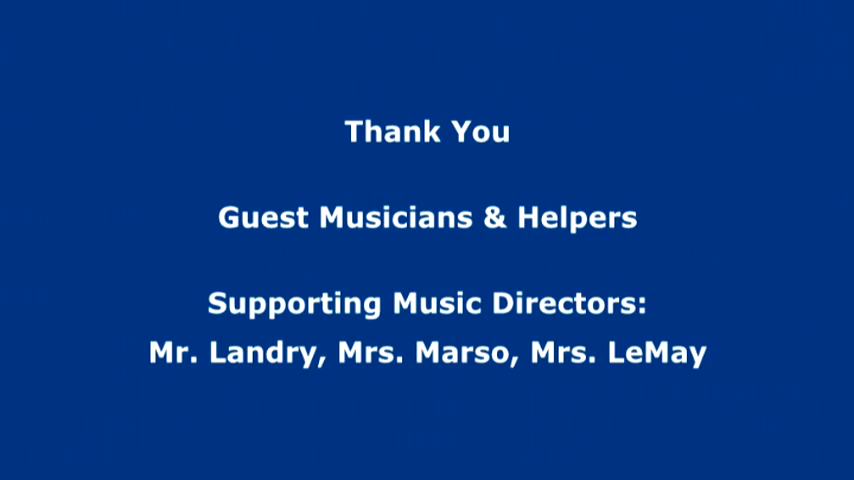 Thank You
Guest Musicians & Helpers
Supporting Music Directors:
Mr. Landry, Mrs. Marso, Mrs. LeMay